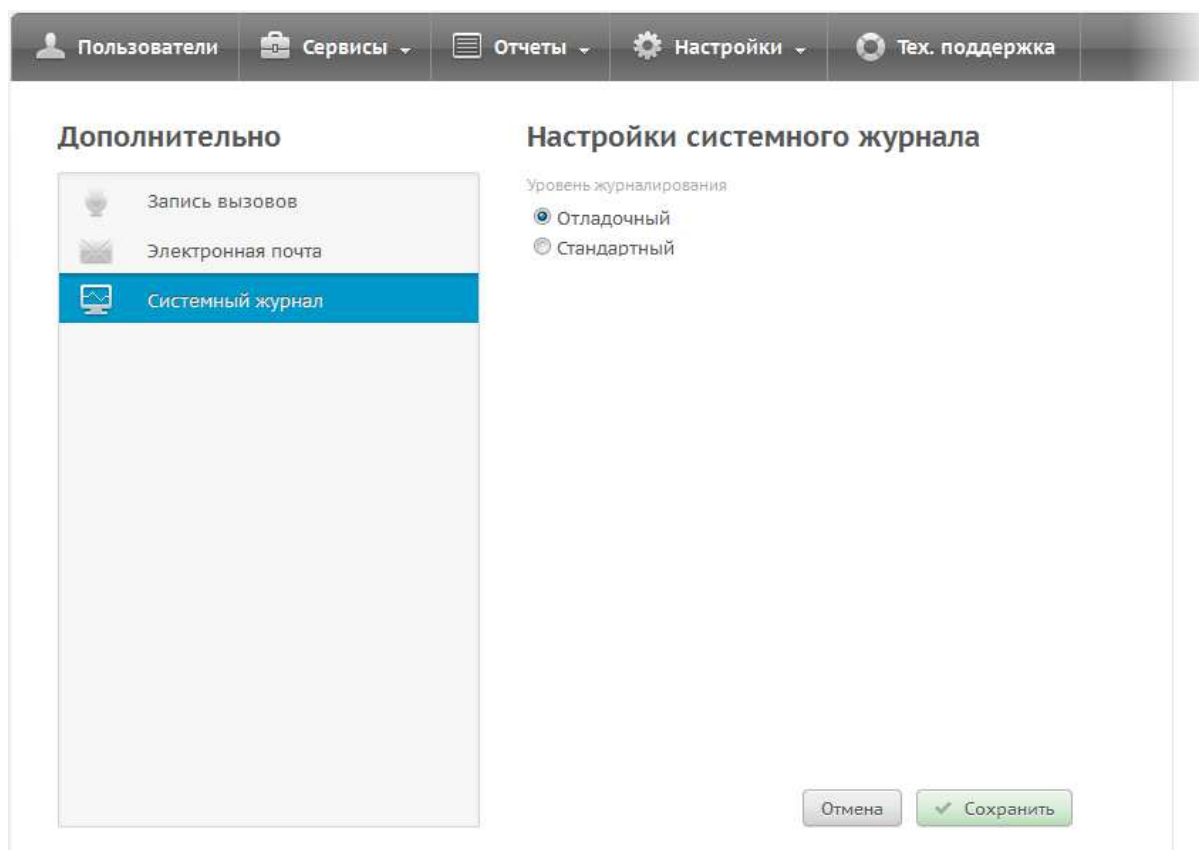 Пользователи Сервисы Отчеты Настройки Тех. поддержка
Дополнительно
Запись вызовов
Электронная почта
Системный журнал
Настройки системного журнала
Уровень журналирования
Отладочный
Стандартный
Отмена Сохранить